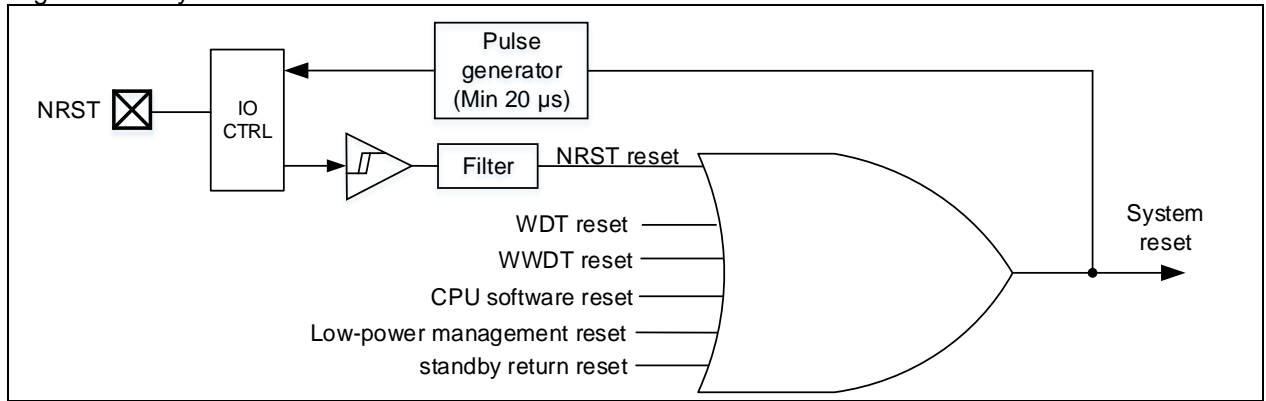 Pulse
generator
(Min 20 µs)
NRST
IO
CTRL
Filter
NRST reset
WDT reset
WWDT reset
CPU software reset
Low-power management reset
standby return reset
System
reset